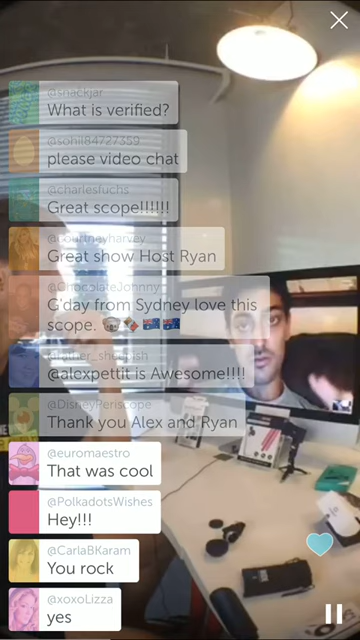 @snackjar
What is verified?
@sohil84727359
please video chat
@charlesfuchs
Great scope!!!!!!
@courtneyharvey
Great show Host Ryan
@ChocolateJohnny
G'day from Sydney love this
scope. 🐨🇦🇺🇦🇺
@alexpettit is Awesome!!!!
@DisneyPeriscope
Thank you Alex and Ryan
@euromaestro
That was cool
@PolkadotsWishes
Hey!!!
@CarlaBKaram
You rock
@xoxoLizza
yes